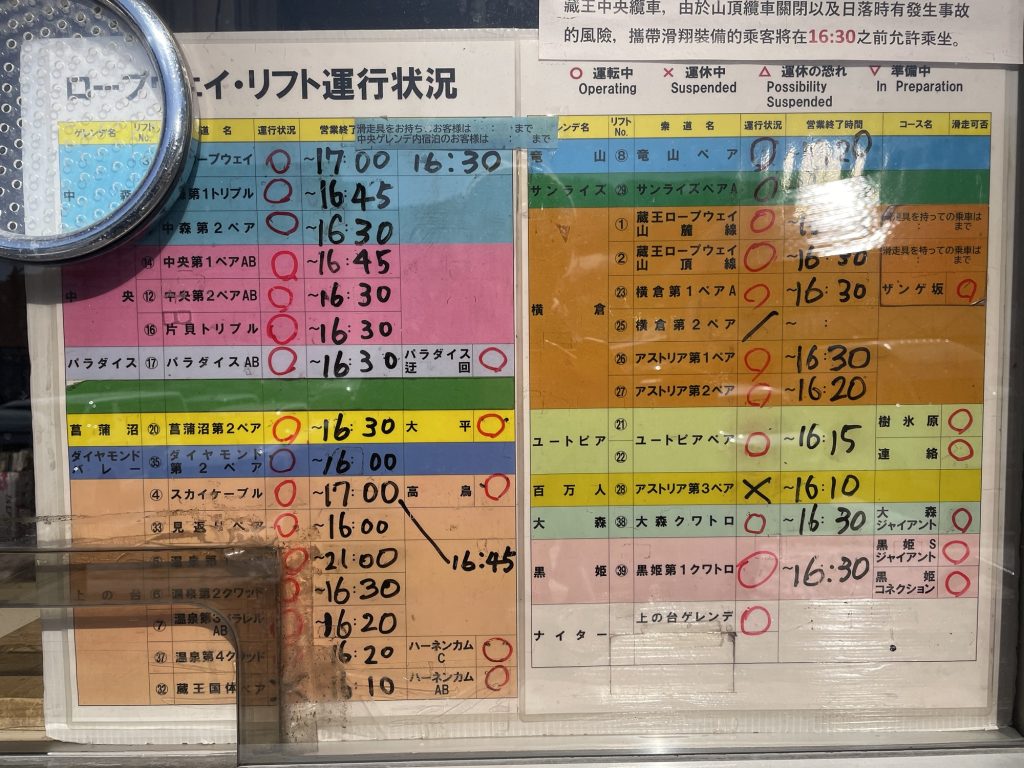 藏王中央纜車，由於山頂纜車關閉以及日落時有發生事故
的風險，攜帶滑翔裝備的乘客將在16:30之前允許乘坐。
○ 運転中 Operating
× 運休中 Suspended
△ 運休の恐れ Possibility Suspended
▽ 準備中 In Preparation
ロープウェイ・リフト運行状況
ゲレンデ名 リフトNo. 道名 運行状況 営業終了
滑走具をお持ち お客様は : まで
中央ゲレンデ内宿泊のお客様は : まで
ープウェイ ○ ~17:00 16:30
第1トリプル ○ ~16:45
中森第2ペア ○ ~16:30
中央 ⑭ 中央第1ペアAB ○ ~16:45
⑫ 中央第2ペアAB ○ ~16:30
⑯ 片貝トリプル ○ ~16:30
パラダイス ⑰ パラダイスAB ○ ~16:30 パラダイス迂回 ○
菖蒲沼 ⑳ 菖蒲沼第2ペア ○ ~16:30 大平 ○
ダイヤモンドバレー ㉟ ダイヤモンド第2ペア ○ ~16:00
上の台 ④ スカイケーブル ○ ~17:00 16:45 高鳥 ○
㉝ 見返りペア ○ ~16:00
温泉第 ○ ~21:00
⑥ 温泉第2クワッド ○ ~16:30
⑦ 温泉第3パラレルAB ○ 16:20
㊲ 温泉第4クワッド 16:20 ハーネンカムC ○
㉜ 蔵王国体ペア × 16:10 ハーネンカムAB ○
レンデ名 リフトNo. 索道名 運行状況 営業終了時間 コース名 滑走可否
竜山 ⑧ 竜山ペア ○
サンライズ ㉙ サンライズペアA ○
横倉 ① 蔵王ロープウェイ山麓線 ○ 滑走具を持っての乗車は まで
② 蔵王ロープウェイ山頂線 ○ ~16:30 滑走具を持っての乗車は まで
㉓ 横倉第1ペアA ○ ~16:30 ザンゲ坂 ○
㉕ 横倉第2ペア / ~ :
㉖ アストリア第1ペア ○ ~16:30
㉗ アストリア第2ペア ○ ~16:20
ユートピア ㉑ ㉒ ユートピアペア ○ ~16:15 樹氷原 ○
連絡 ○
百万人 ㉘ アストリア第3ペア × ~16:10
大森 ㊳ 大森クワトロ ○ ~16:30 大森ジャイアント ○
黒姫 ㊴ 黒姫第1クワトロ ○ ~16:30 黒姫Sジャイアント ○
黒姫コネクション ○
ナイター 上の台ゲレンデ ○